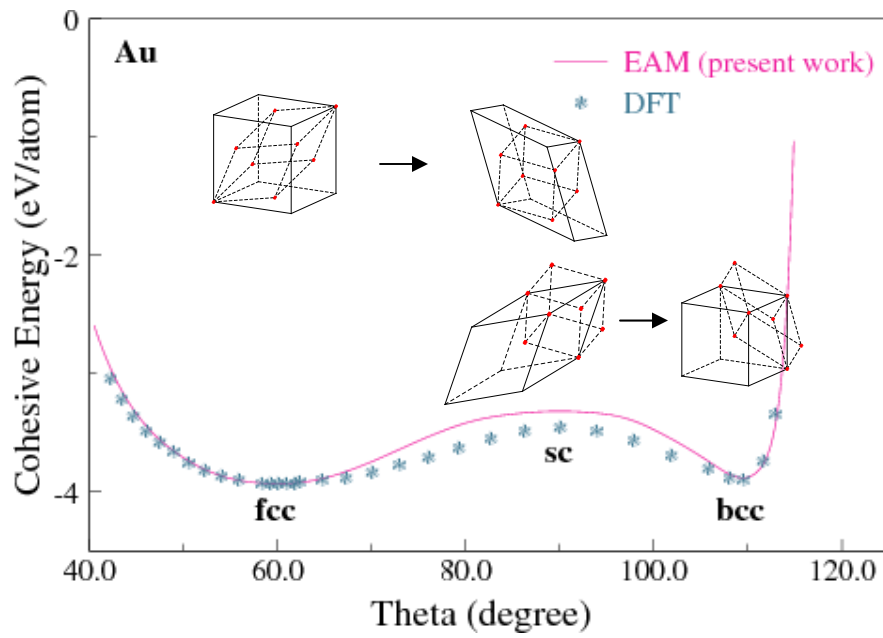 0
Au
EAM (present work)
DFT
Cohesive Energy (eV/atom)
-2
sc
-4
fcc
bcc
40.0
60.0
80.0
100.0
120.0
Theta (degree)